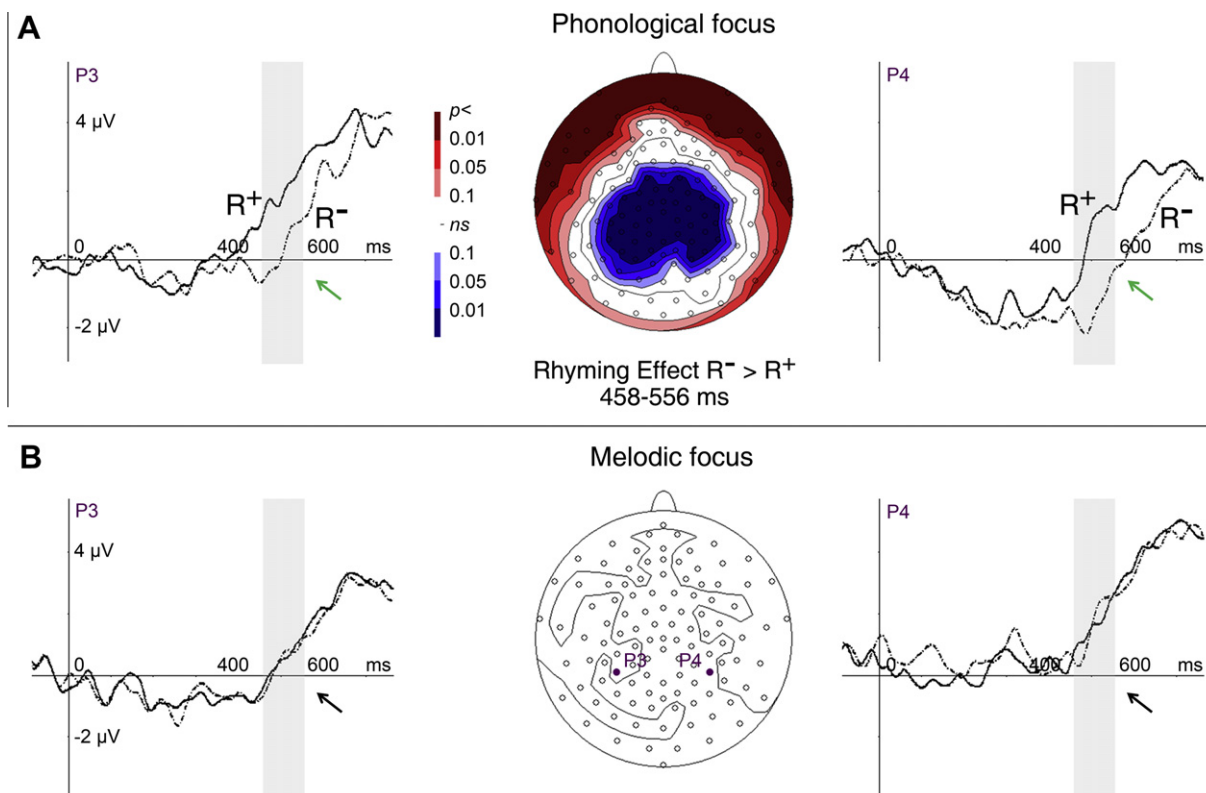 A
Phonological focus
P3
4 µV
R+
R-
0
400
600
ms
-2 µV
p<
0.01
0.05
0.1
- ns
0.1
0.05
0.01
P4
R+
R-
0
400
600
ms
Rhyming Effect R- > R+
458-556 ms
B
Melodic focus
P3
4 µV
0
400
600
ms
-2 µV
P3
P4
P4
0
400
600
ms